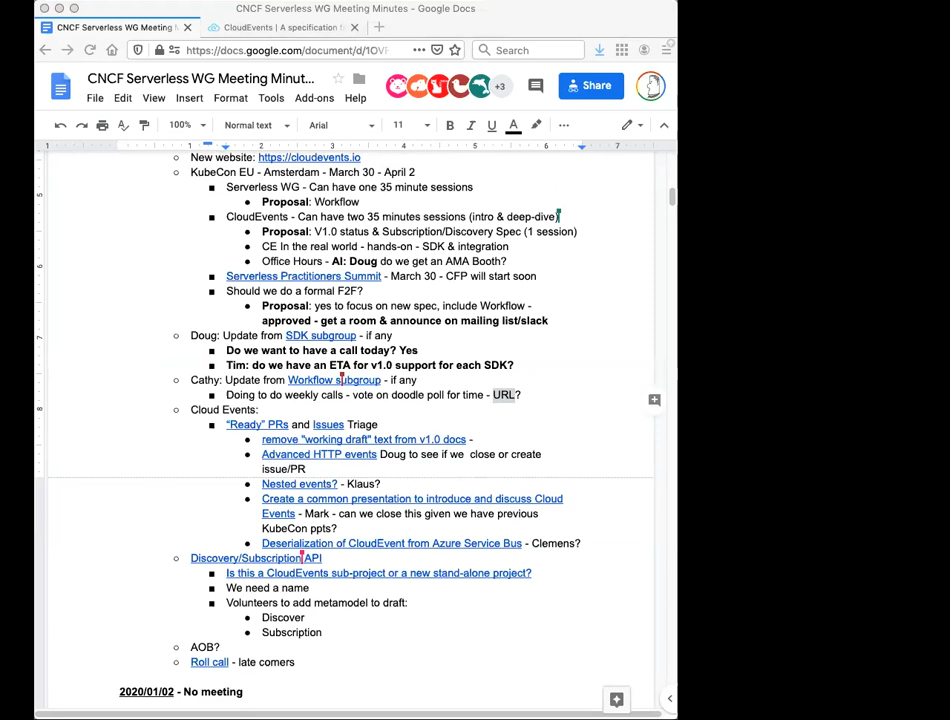 CNCF Serverless WG Meeting Minutes - Google Docs
CNCF Serverless WG Meeting M
CloudEvents | A specification f
https://docs.google.com/document/d/1OVF
Search
CNCF Serverless WG Meeting Minut...
+3
Share
File Edit View Insert Format Tools Add-ons Help
100% Normal text Arial 11 B I U A
1 1 2 3 4 5 6 7
New website: https://cloudevents.io
KubeCon EU - Amsterdam - March 30 - April 2
Serverless WG - Can have one 35 minute sessions
Proposal: Workflow
CloudEvents - Can have two 35 minutes sessions (intro & deep-dive)
Proposal: V1.0 status & Subscription/Discovery Spec (1 session)
CE In the real world - hands-on - SDK & integration
Office Hours - AI: Doug do we get an AMA Booth?
Serverless Practitioners Summit - March 30 - CFP will start soon
Should we do a formal F2F?
Proposal: yes to focus on new spec, include Workflow -
approved - get a room & announce on mailing list/slack
Doug: Update from SDK subgroup - if any
Do we want to have a call today? Yes
Tim: do we have an ETA for v1.0 support for each SDK?
Cathy: Update from Workflow subgroup - if any
Doing to do weekly calls - vote on doodle poll for time - URL?
Cloud Events:
“Ready” PRs and Issues Triage
remove "working draft" text from v1.0 docs -
Advanced HTTP events Doug to see if we close or create
issue/PR
Nested events? - Klaus?
Create a common presentation to introduce and discuss Cloud
Events - Mark - can we close this given we have previous
KubeCon ppts?
Deserialization of CloudEvent from Azure Service Bus - Clemens?
Discovery/Subscription API
Is this a CloudEvents sub-project or a new stand-alone project?
We need a name
Volunteers to add metamodel to draft:
Discover
Subscription
AOB?
Roll call - late comers
2020/01/02 - No meeting